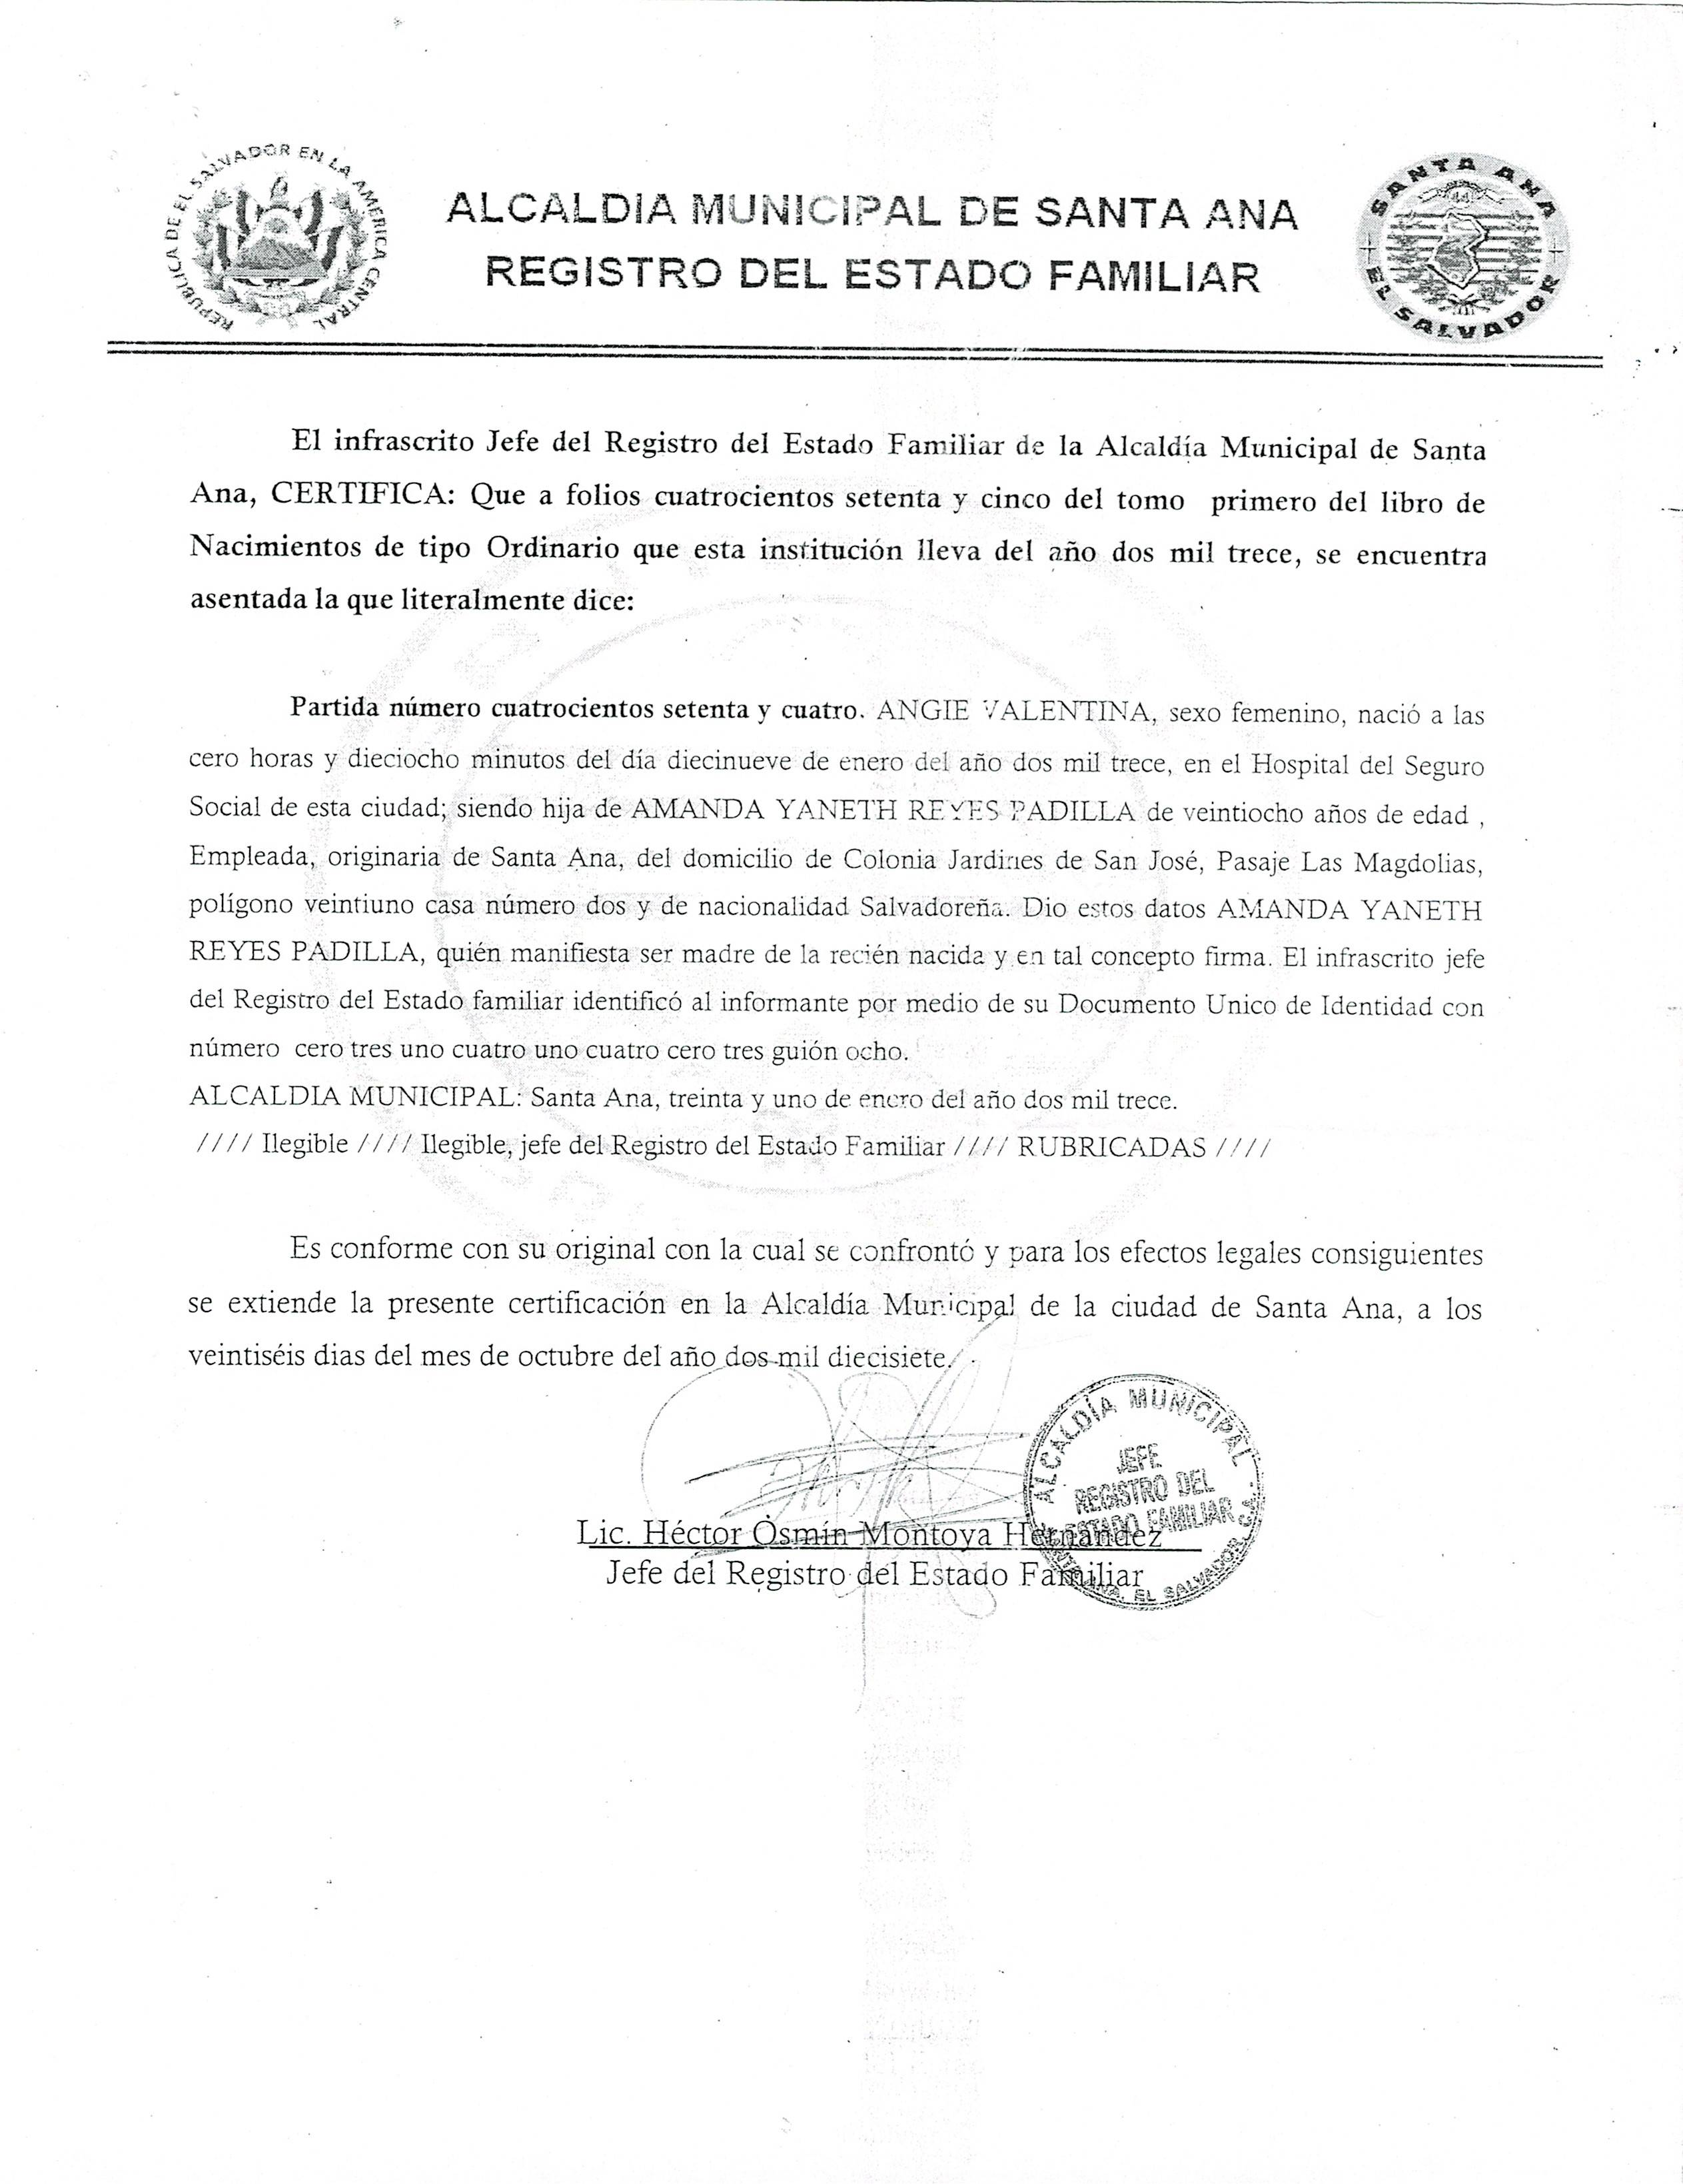 REPUBLICA DE EL SALVADOR EN LA AMERICA CENTRAL
ALCALDIA MUNICIPAL DE SANTA ANA
REGISTRO DEL ESTADO FAMILIAR
SANTA ANA
EL SALVADOR
El infrascrito Jefe del Registro del Estado Familiar de la Alcaldía Municipal de Santa
Ana, CERTIFICA: Que a folios cuatrocientos setenta y cinco del tomo primero del libro de
Nacimientos de tipo Ordinario que esta institución lleva del año dos mil trece, se encuentra
asentada la que literalmente dice:
Partida número cuatrocientos setenta y cuatro. ANGIE VALENTINA, sexo femenino, nació a las
cero horas y dieciocho minutos del día diecinueve de enero del año dos mil trece, en el Hospital del Seguro
Social de esta ciudad; siendo hija de AMANDA YANETH REYES PADILLA de veintiocho años de edad ,
Empleada, originaria de Santa Ana, del domicilio de Colonia Jardines de San José, Pasaje Las Magdolias,
polígono veintiuno casa número dos y de nacionalidad Salvadoreña. Dio estos datos AMANDA YANETH
REYES PADILLA, quién manifiesta ser madre de la recién nacida y en tal concepto firma. El infrascrito jefe
del Registro del Estado familiar identificó al informante por medio de su Documento Unico de Identidad con
número cero tres uno cuatro uno cuatro cero tres guión ocho.
ALCALDIA MUNICIPAL: Santa Ana, treinta y uno de enero del año dos mil trece.
//// Ilegible //// Ilegible, jefe del Registro del Estado Familiar //// RUBRICADAS ////
Es conforme con su original con la cual se confrontó y para los efectos legales consiguientes
se extiende la presente certificación en la Alcaldía Municipal de la ciudad de Santa Ana, a los
veintiséis dias del mes de octubre del año dos mil diecisiete.
ALCALDÍA MUNICIPAL
JEFE
REGISTRO DEL
ESTADO FAMILIAR
EL SALVADOR, C.A.
Lic. Héctor Osmín Montoya Hernández
Jefe del Registro del Estado Familiar